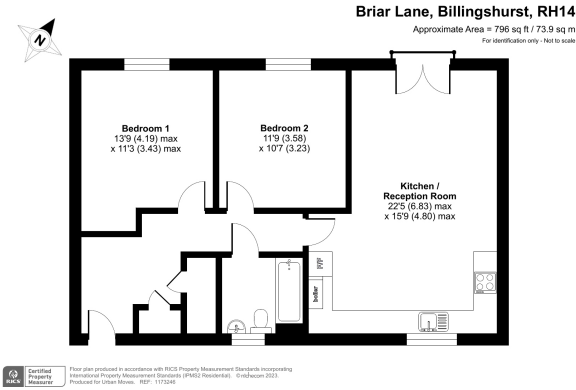 Briar Lane, Billingshurst, RH14
Approximate Area = 796 sq ft / 73.9 sq m
For identification only - Not to scale
N
Bedroom 1
13'9 (4.19) max
x 11'3 (3.43) max
Bedroom 2
11'9 (3.58)
x 10'7 (3.23)
Kitchen /
Reception Room
22'5 (6.83) max
x 15'9 (4.80) max
F/F
boiler
RICS
Certified
Property
Measurer
Floor plan produced in accordance with RICS Property Measurement Standards incorporating
International Property Measurement Standards (IPMS2 Residential). ©nichecom 2023.
Produced for Urban Moves. REF: 1173246